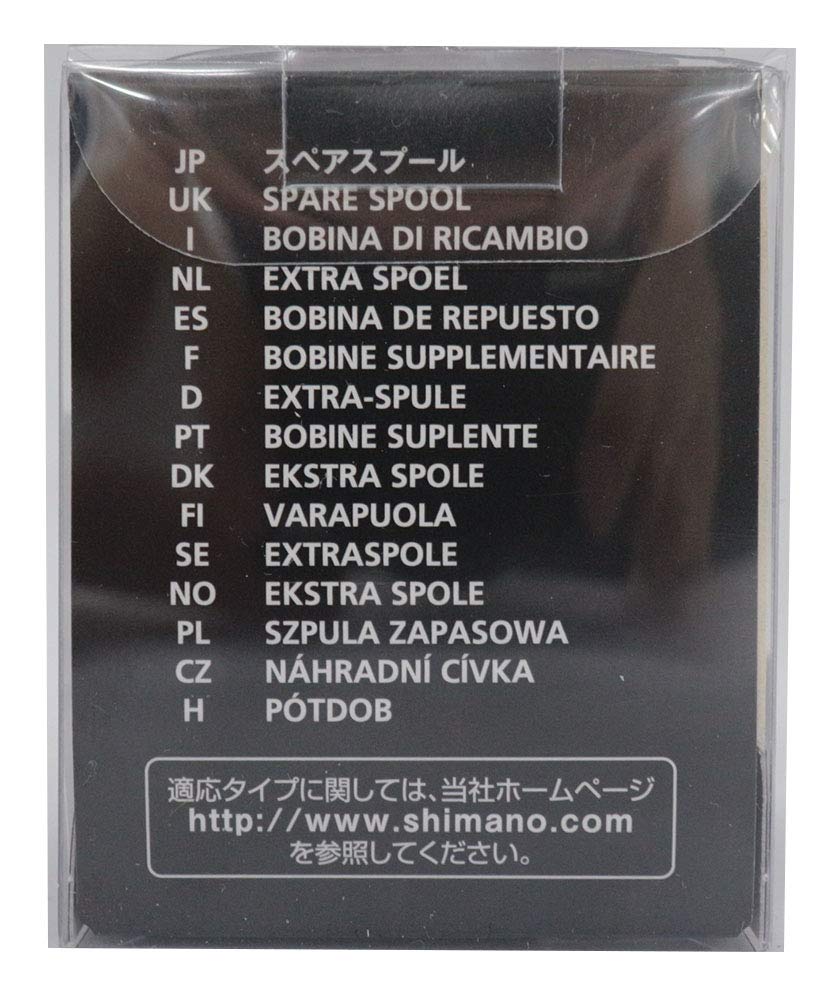 JP スペアスプール
UK SPARE SPOOL
I BOBINA DI RICAMBIO
NL EXTRA SPOEL
ES BOBINA DE REPUESTO
F BOBINE SUPPLEMENTAIRE
D EXTRA-SPULE
PT BÒBINE SUPLENTE
DK EKSTRA SPOLE
FI VARAPUOLA
SE EXTRASPOLE
NO EKSTRA SPOLE
PL SZPULA ZAPASOWA
CZ NÁHRADNÍ CÍVKA
H PÓTDOB
適応タイプに関しては、当社ホームページ
http://www.shimano.com
を参照してください。